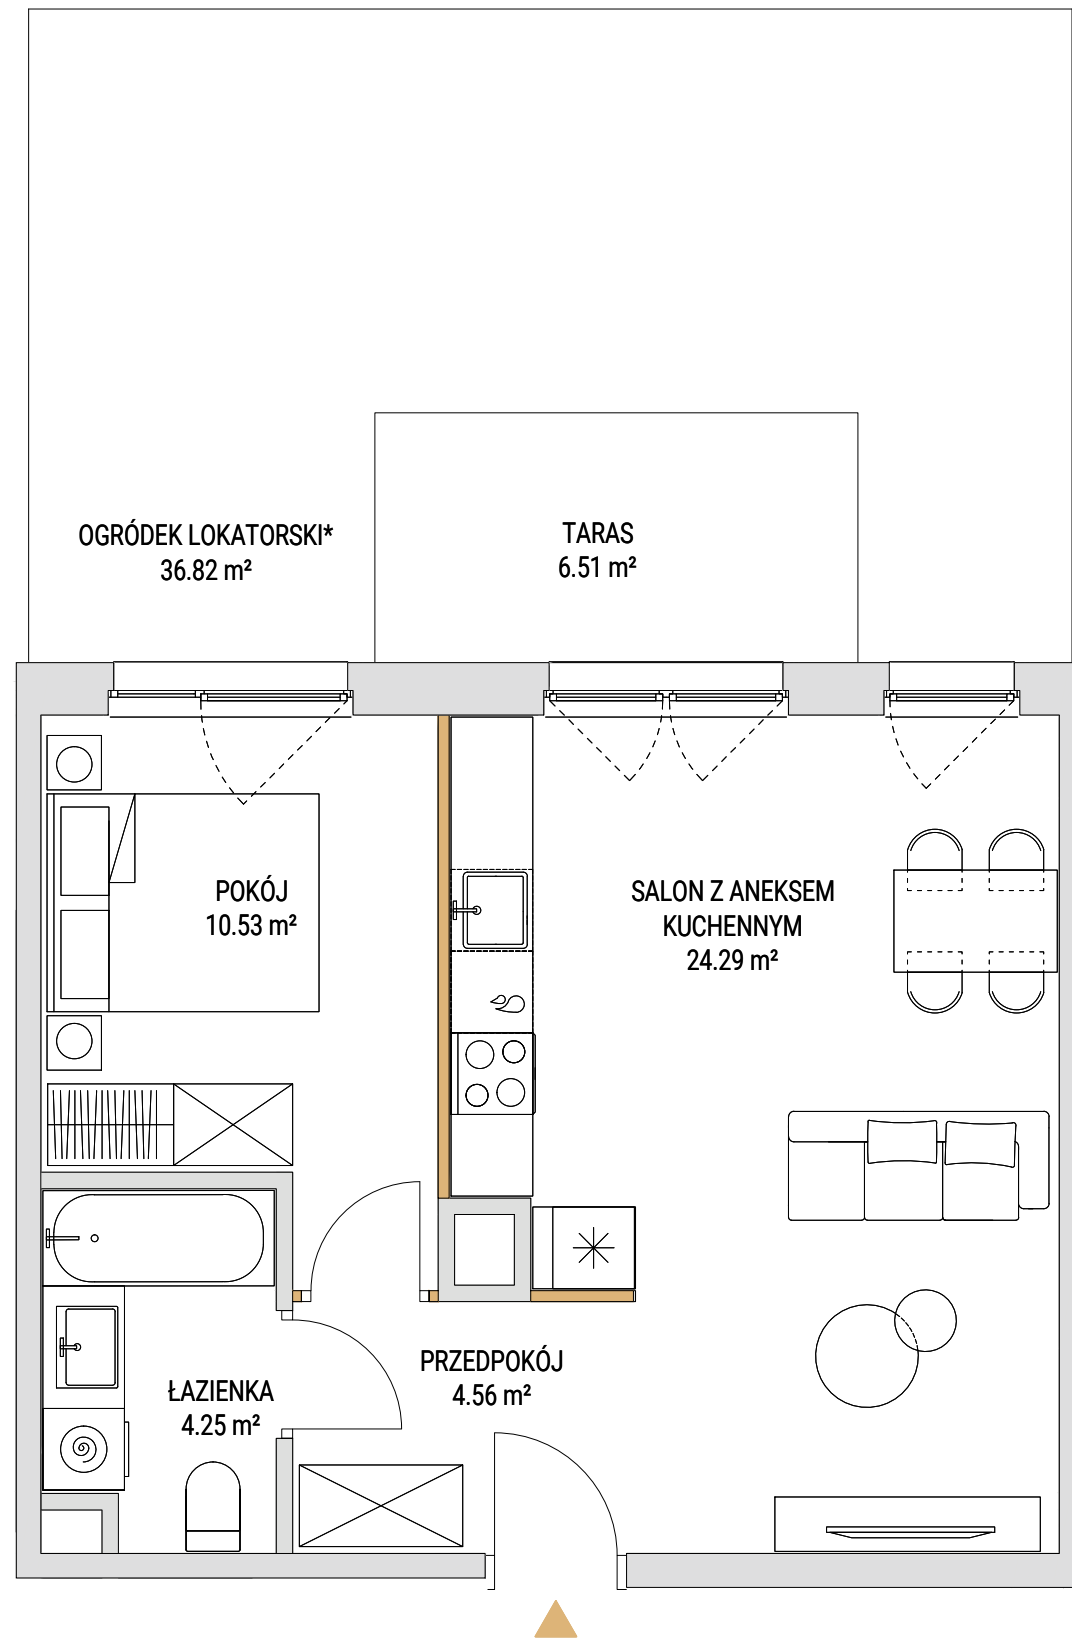 OGRÓDEK LOKATORSKI*
36.82 m²
TARAS
6.51 m²
POKÓJ
10.53 m²
SALON Z ANEKSEM
KUCHENNYM
24.29 m²
PRZEDPOKÓJ
4.56 m²
ŁAZIENKA
4.25 m²